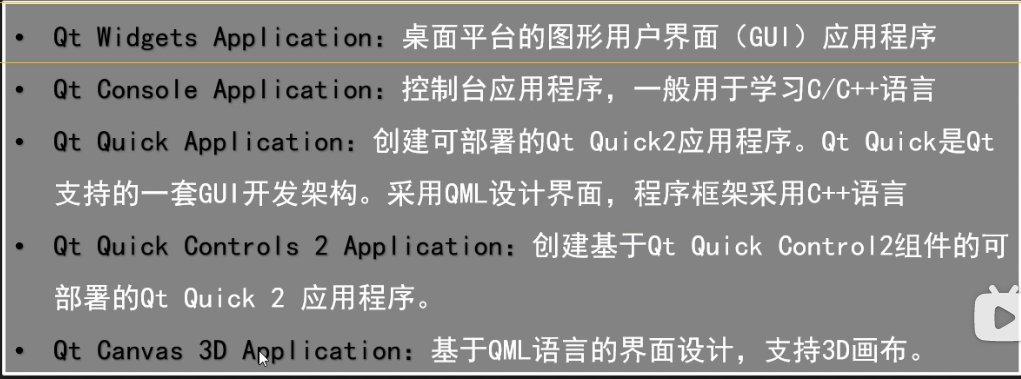 • Qt Widgets Application：桌面平台的图形用户界面（GUI）应用程序
• Qt Console Application：控制台应用程序，一般用于学习C/C++语言
• Qt Quick Application：创建可部署的Qt Quick2应用程序。Qt Quick是Qt
支持的一套GUI开发架构。采用QML设计界面，程序框架采用C++语言
• Qt Quick Controls 2 Application：创建基于Qt Quick Control2组件的可
部署的Qt Quick 2 应用程序。
• Qt Canvas 3D Application：基于QML语言的界面设计，支持3D画布。